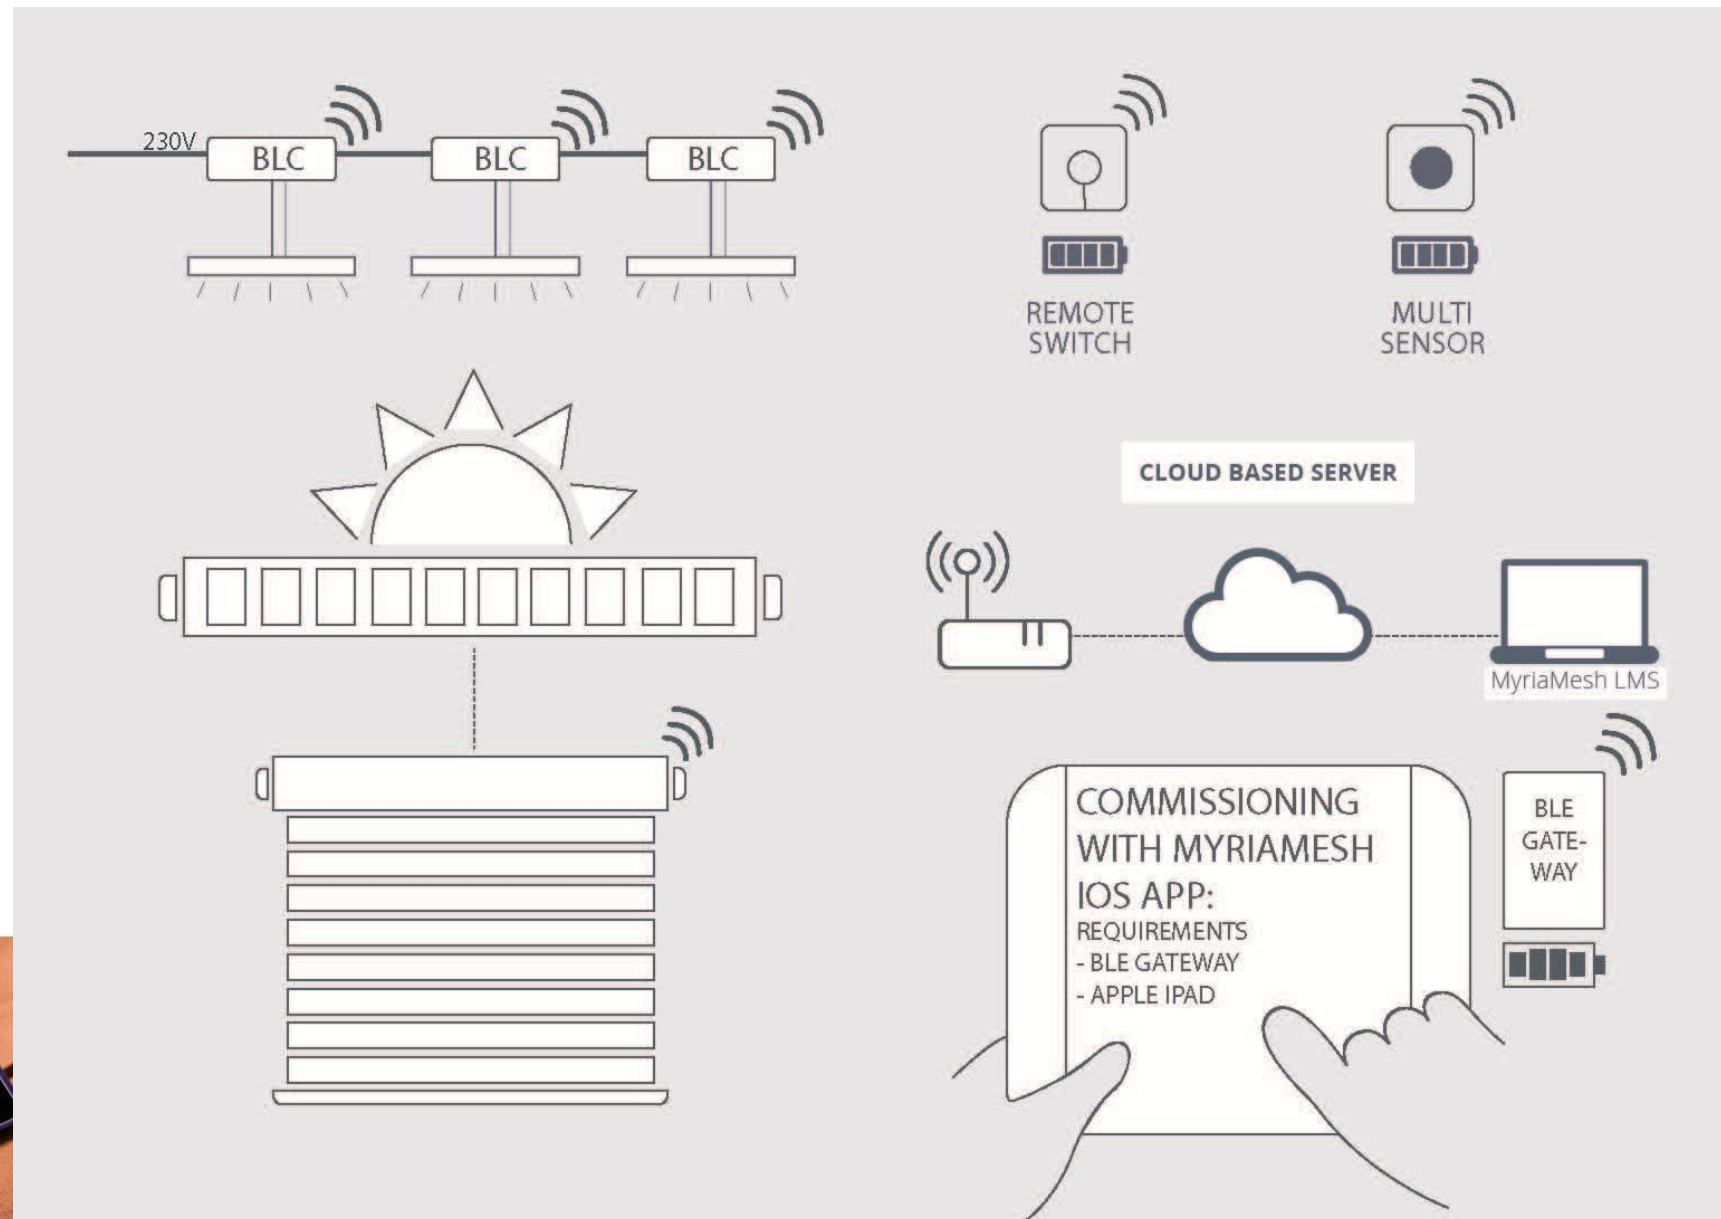 230V
BLC
BLC
BLC
REMOTE
SWITCH
MULTI
SENSOR
CLOUD BASED SERVER
MyriaMesh LMS
COMMISSIONING
WITH MYRIAMESH
IOS APP:
REQUIREMENTS
- BLE GATEWAY
- APPLE IPAD
BLE
GATE-
WAY